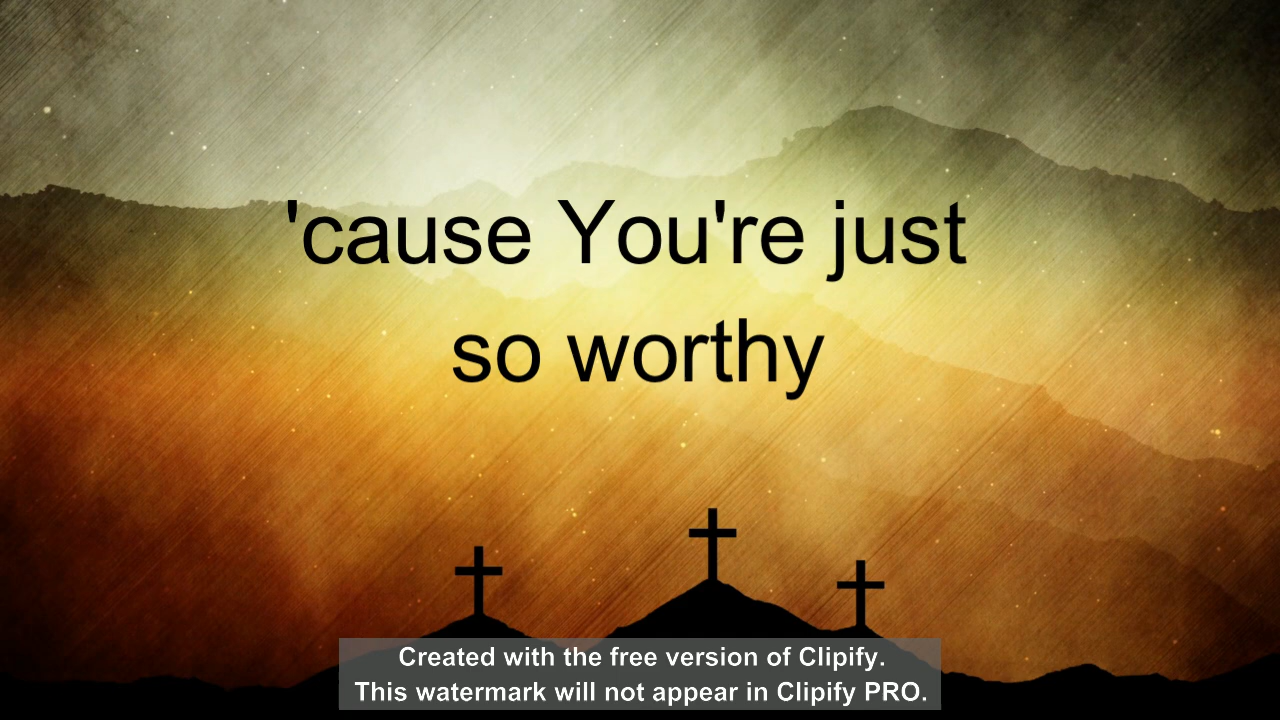 'cause You're just
so worthy
Created with the free version of Clipify.
This watermark will not appear in Clipify PRO.